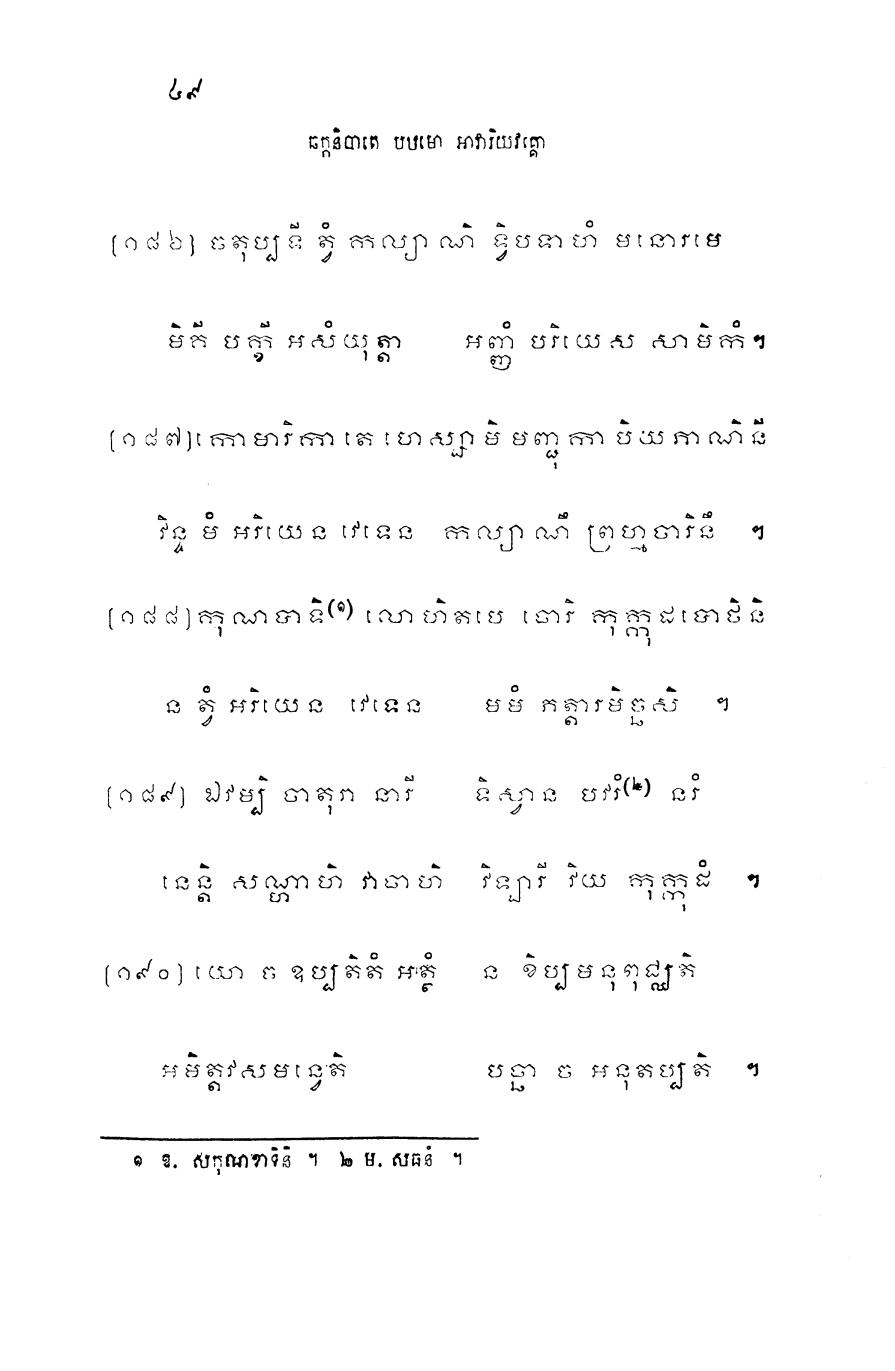 ៤៩
ឆក្កនិបាតេ បឋមោ អាវារិយវគ្គោ
[១៨៦] ចតុប្បទី ត្វំ កល្យាណិ ទ្វិបទាហំ មនោរមេ
មិគី បក្ខី អសំយុត្តា អញ្ញំ បរិយេស សាមិកំ។
[១៨៧] កោមារិកា តេ ហេស្សាមិ មញ្ជុកា បិយភាណិនី
វិន្ទ មំ អរិយេន វេទេន កល្យាណឹ ព្រហ្មចារិនឹ ។
[១៨៨] កុណបាទិ(១) លោហិតបេ ចោរិ កុក្កុដបោថិនិ
ន ត្វំ អរិយេន វេទេន មមំ ភត្តារមិច្ឆសិ ។
[១៨៩] ឯវម្បិ ចាតុរា នារី ទិស្វាន បវរំ(២) នរំ
នេន្តិ សណ្ហាហិ វាចាហិ វិឡារី វិយ កុក្កុដំ ។
[១៩០] យោ ច ឧប្បតិតំ អត្ថំ ន ខិប្បមនុពុជ្ឈតិ
អមិត្តវសមន្វេតិ បច្ឆា ច អនុតប្បតិ ។
១ ឱ. សកុណខាទិនិ ។ ២ ម. សធនំ ។